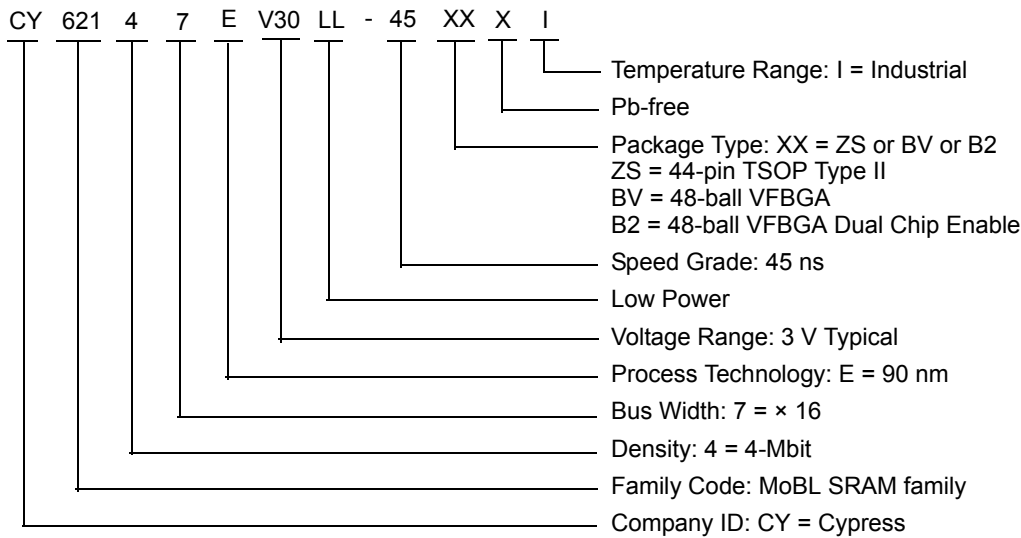 CY 621 4 7 E V30 LL - 45 XX X I
Temperature Range: I = Industrial
Pb-free
Package Type: XX = ZS or BV or B2
ZS = 44-pin TSOP Type II
BV = 48-ball VFBGA
B2 = 48-ball VFBGA Dual Chip Enable
Speed Grade: 45 ns
Low Power
Voltage Range: 3 V Typical
Process Technology: E = 90 nm
Bus Width: 7 = × 16
Density: 4 = 4-Mbit
Family Code: MoBL SRAM family
Company ID: CY = Cypress